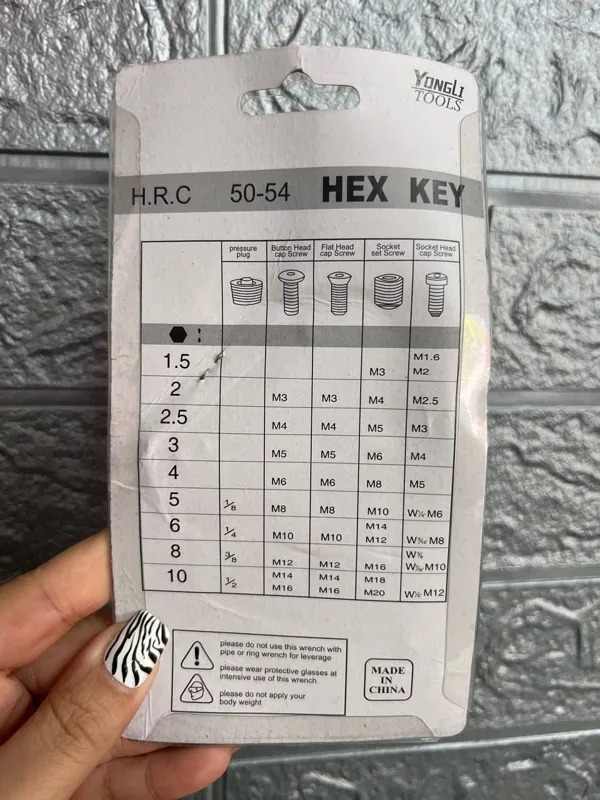 YONGLI
TOOLS
H.R.C 50-54 HEX KEY
pressure plug Button Head cap Screw Flat Head cap Screw Socket set Screw Socket Head cap Screw
1.5 M3 M1.6 M2
2 M3 M3 M4 M2.5
2.5 M4 M4 M5 M3
3 M5 M5 M6 M4
4 M6 M6 M8 M5
5 1/8 M8 M8 M10 W¼ M6
6 1/4 M10 M10 M14 M12 M8
8 3/8 M12 M12 M16 M10
10 1/2 M14 M16 M14 M16 M18 M20 W½ M12
please do not use this wrench with
pipe or ring wrench for leverage
please wear protective glasses at
intensive use of this wrench
please do not apply your
body weight
MADE
IN
CHINA